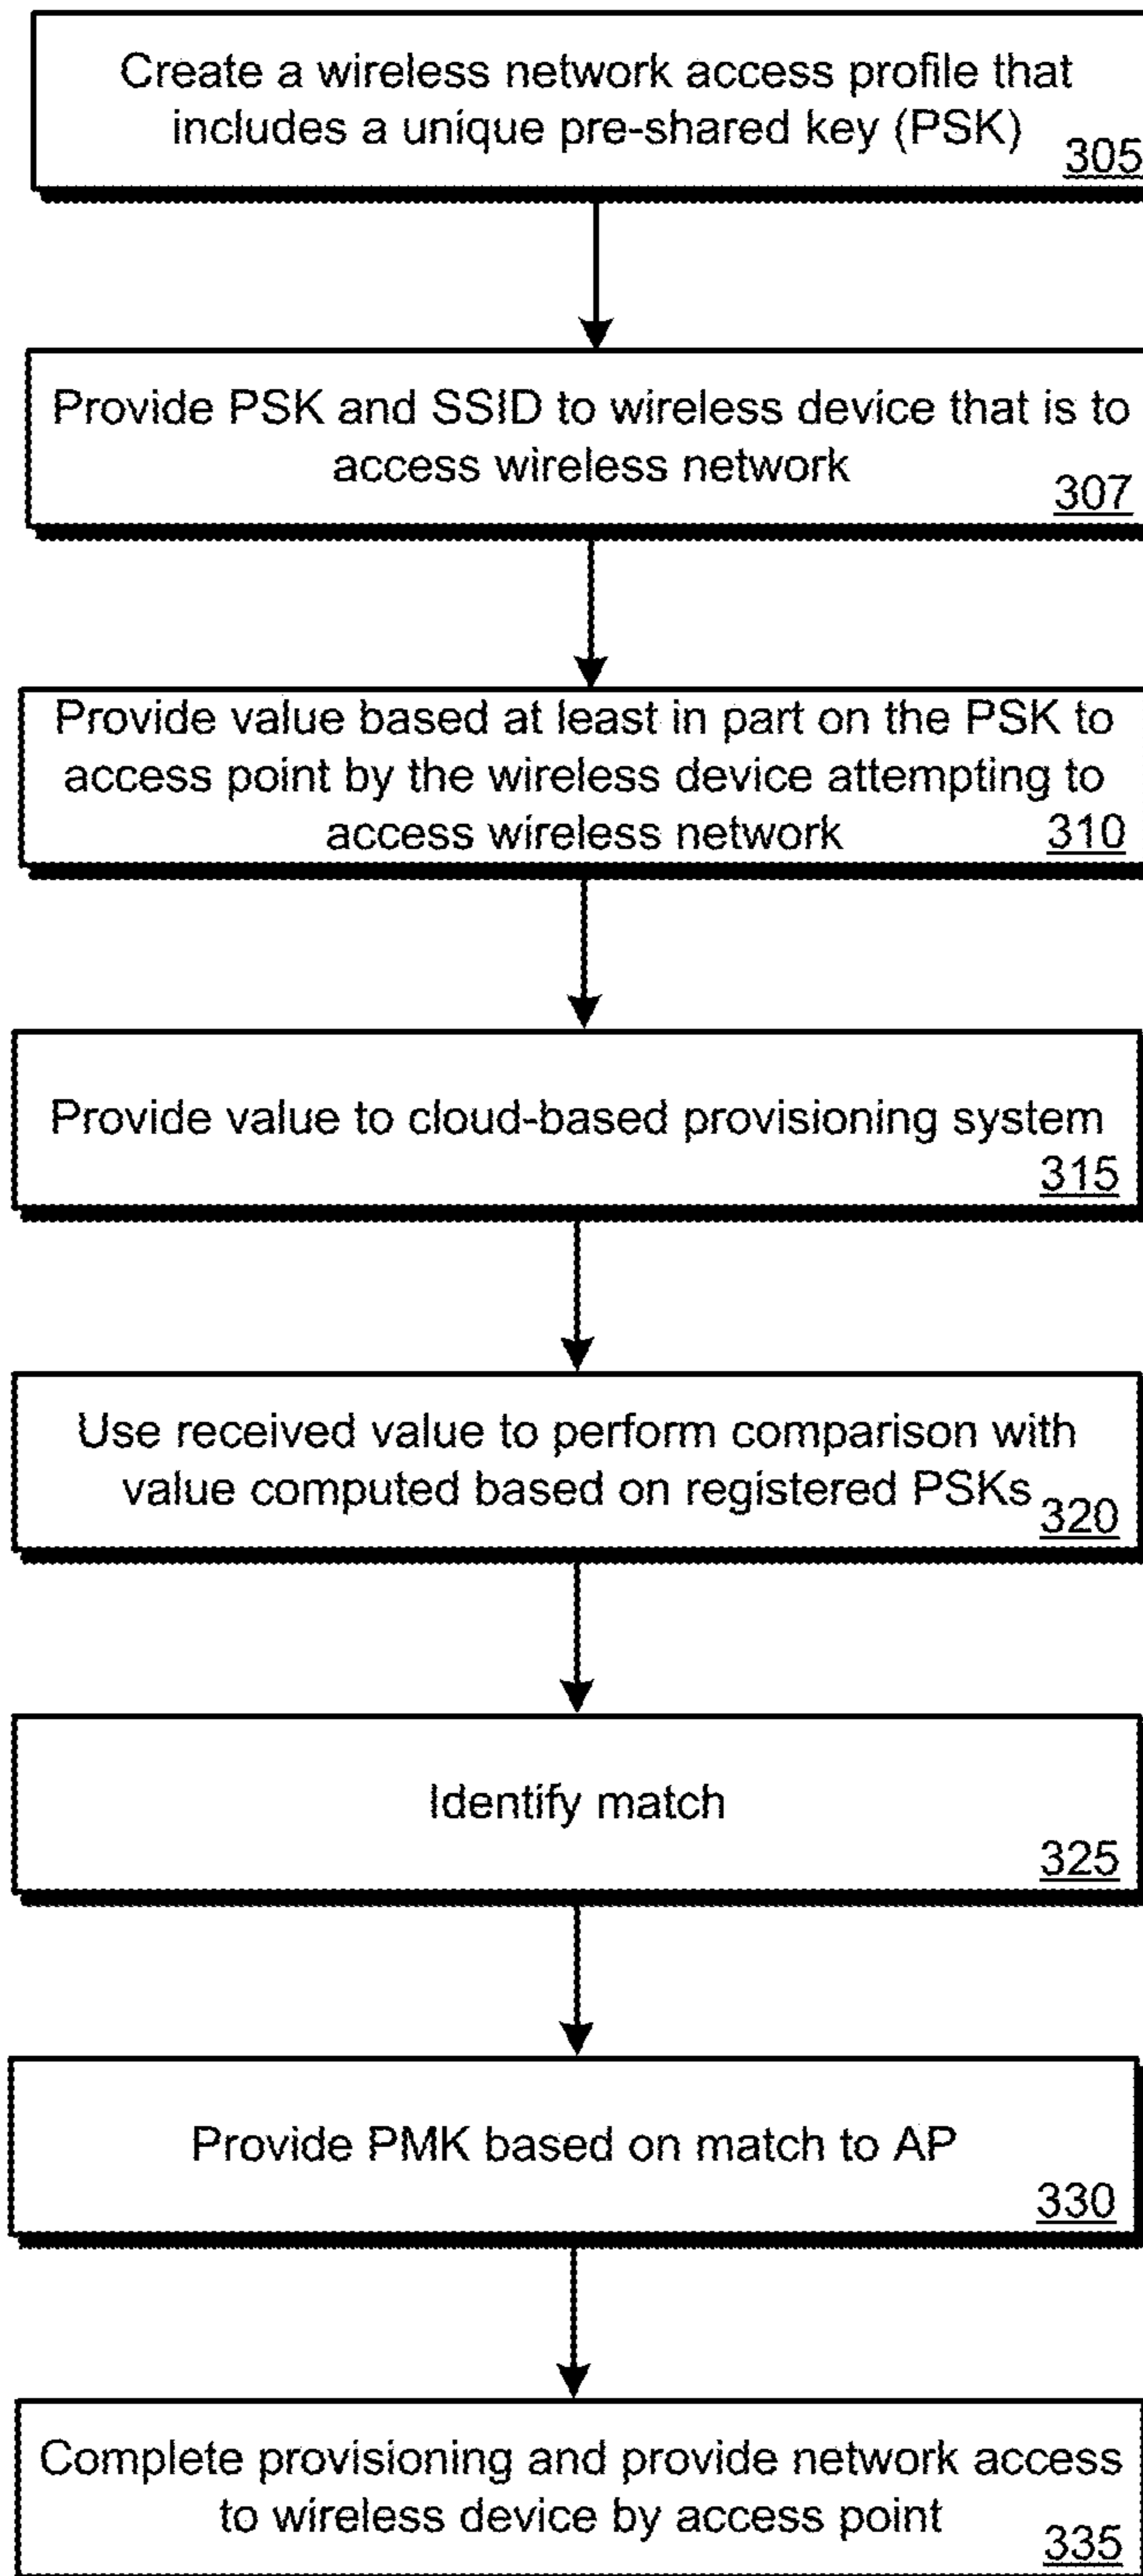 Create a wireless network access profile that
includes a unique pre-shared key (PSK)
305
Provide PSK and SSID to wireless device that is to
access wireless network
307
Provide value based at least in part on the PSK to
access point by the wireless device attempting to
access wireless network
310
Provide value to cloud-based provisioning system
315
Use received value to perform comparison with
value computed based on registered PSKs
320
Identify match
325
Provide PMK based on match to AP
330
Complete provisioning and provide network access
to wireless device by access point
335